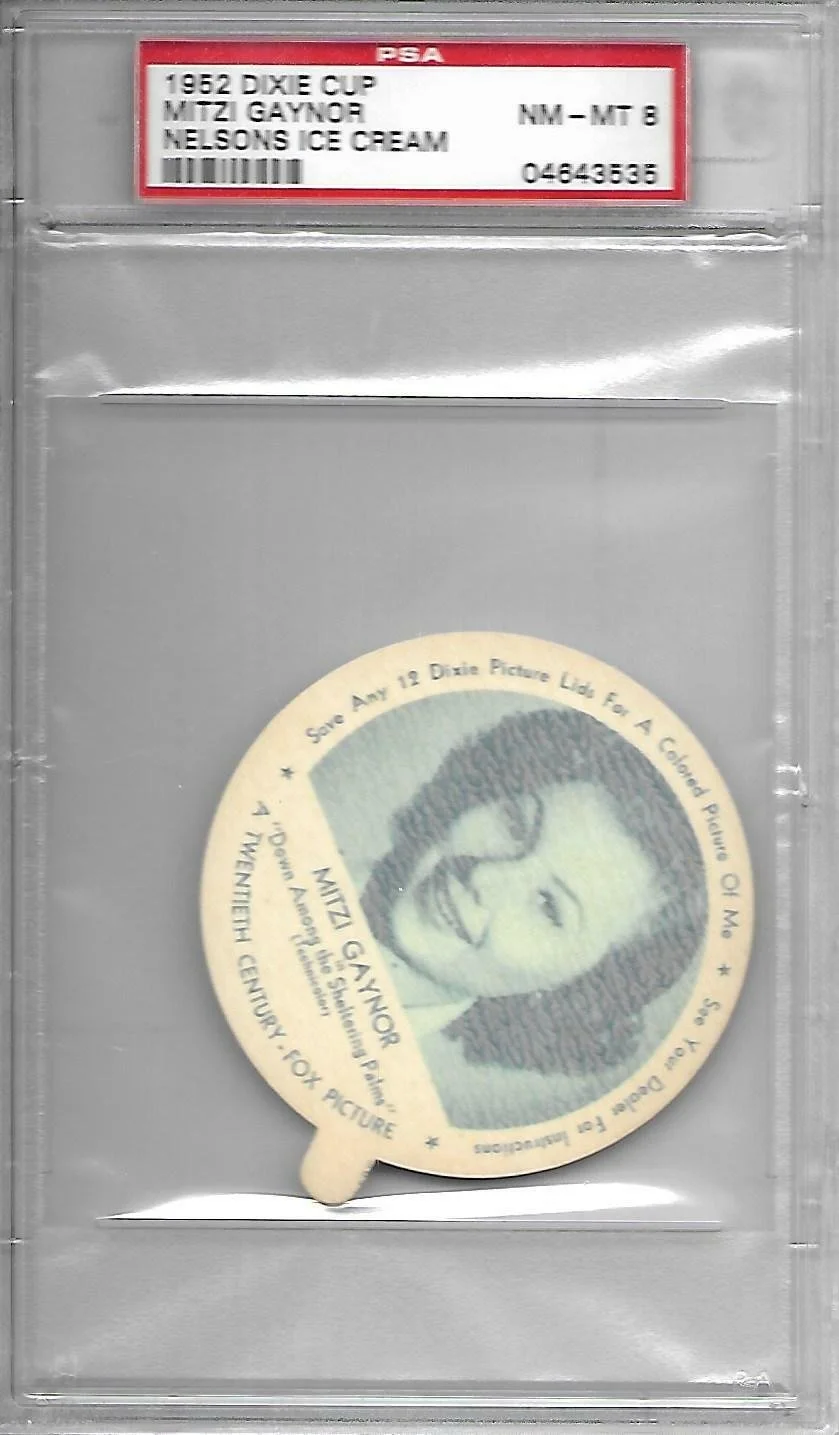 PSA
1952 DIXIE CUP
MITZI GAYNOR NM-MT 8
NELSONS ICE CREAM
04643535
Save Any 12 Dixie Picture Lids For A Colored Picture Of Me ★ See Your Dealer For Instructions ★
MITZI GAYNOR
in
"Down Among the Sheltering Palms"
(Technicolor)
A TWENTIETH CENTURY-FOX PICTURE ★
PSA